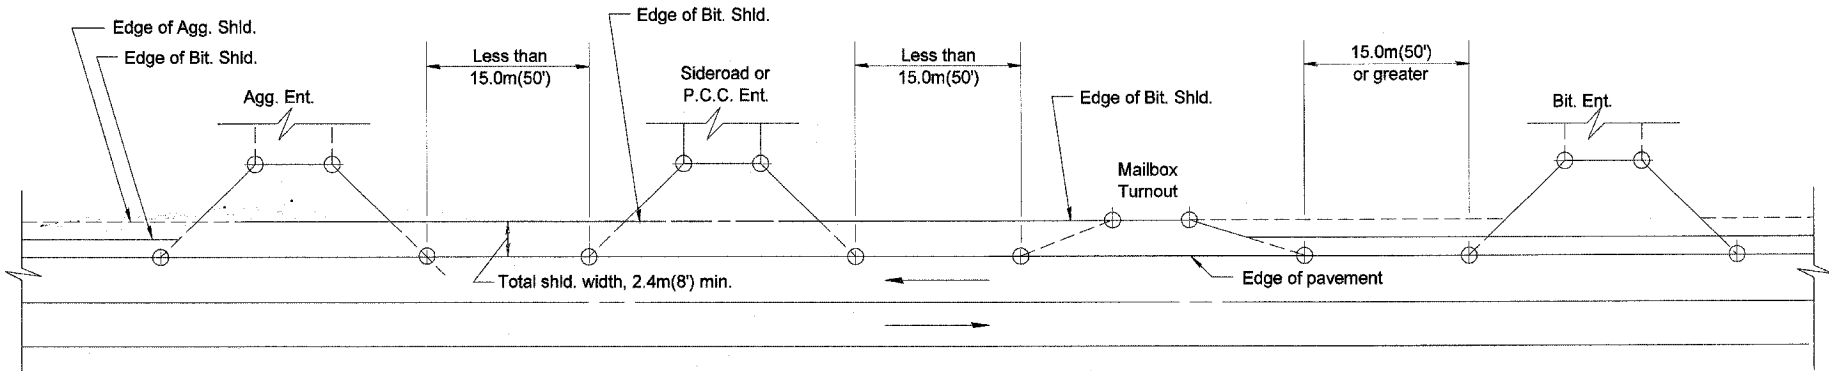 Edge of Agg. Shld.
Edge of Bit. Shld.
Agg. Ent.
Less than
15.0m(50')
Edge of Bit. Shld.
Sideroad or
P.C.C. Ent.
Less than
15.0m(50')
Edge of Bit. Shld.
Mailbox
Turnout
15.0m(50')
or greater
Bit. Ent.
Total shld. width, 2.4m(8') min.
Edge of pavement